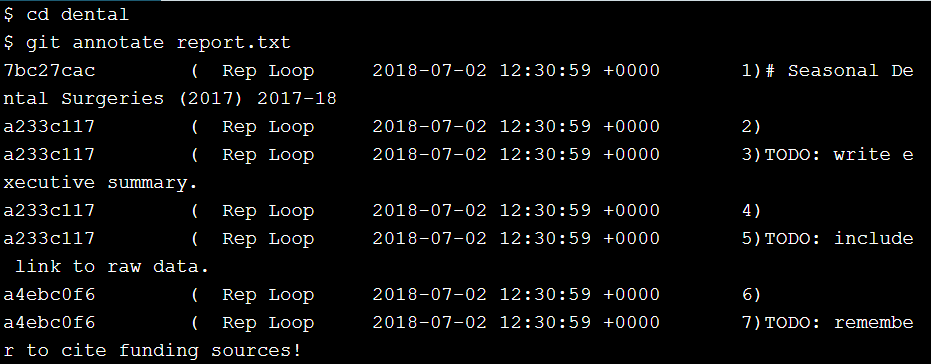 $ cd dental
$ git annotate report.txt
7bc27cac        (  Rep Loop     2018-07-02 12:30:59 +0000       1)# Seasonal De
ntal Surgeries (2017) 2017-18
a233c117        (  Rep Loop     2018-07-02 12:30:59 +0000       2)
a233c117        (  Rep Loop     2018-07-02 12:30:59 +0000       3)TODO: write e
xecutive summary.
a233c117        (  Rep Loop     2018-07-02 12:30:59 +0000       4)
a233c117        (  Rep Loop     2018-07-02 12:30:59 +0000       5)TODO: include
 link to raw data.
a4ebc0f6        (  Rep Loop     2018-07-02 12:30:59 +0000       6)
a4ebc0f6        (  Rep Loop     2018-07-02 12:30:59 +0000       7)TODO: remembe
r to cite funding sources!